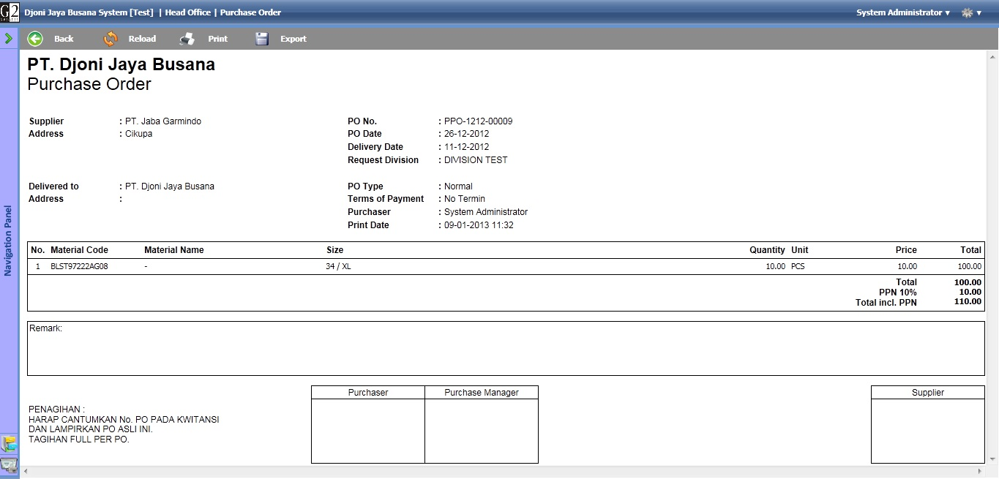 G2
Djoni Jaya Busana System [Test] | Head Office | Purchase Order
System Administrator ▼
Back Reload Print Export
Navigation Panel
PT. Djoni Jaya Busana
Purchase Order
Supplier : PT. Jaba Garmindo PO No. : PPO-1212-00009
Address : Cikupa PO Date : 26-12-2012
Delivery Date : 11-12-2012
Request Division : DIVISION TEST
Delivered to : PT. Djoni Jaya Busana PO Type : Normal
Address : Terms of Payment : No Termin
Purchaser : System Administrator
Print Date : 09-01-2013 11:32
No. Material Code Material Name Size Quantity Unit Price Total
1 BLST97222AG08 - 34 / XL 10.00 PCS 10.00 100.00
Total 100.00
PPN 10% 10.00
Total incl. PPN 110.00
Remark:
Purchaser Purchase Manager Supplier
PENAGIHAN :
HARAP CANTUMKAN No. PO PADA KWITANSI
DAN LAMPIRKAN PO ASLI INI.
TAGIHAN FULL PER PO.